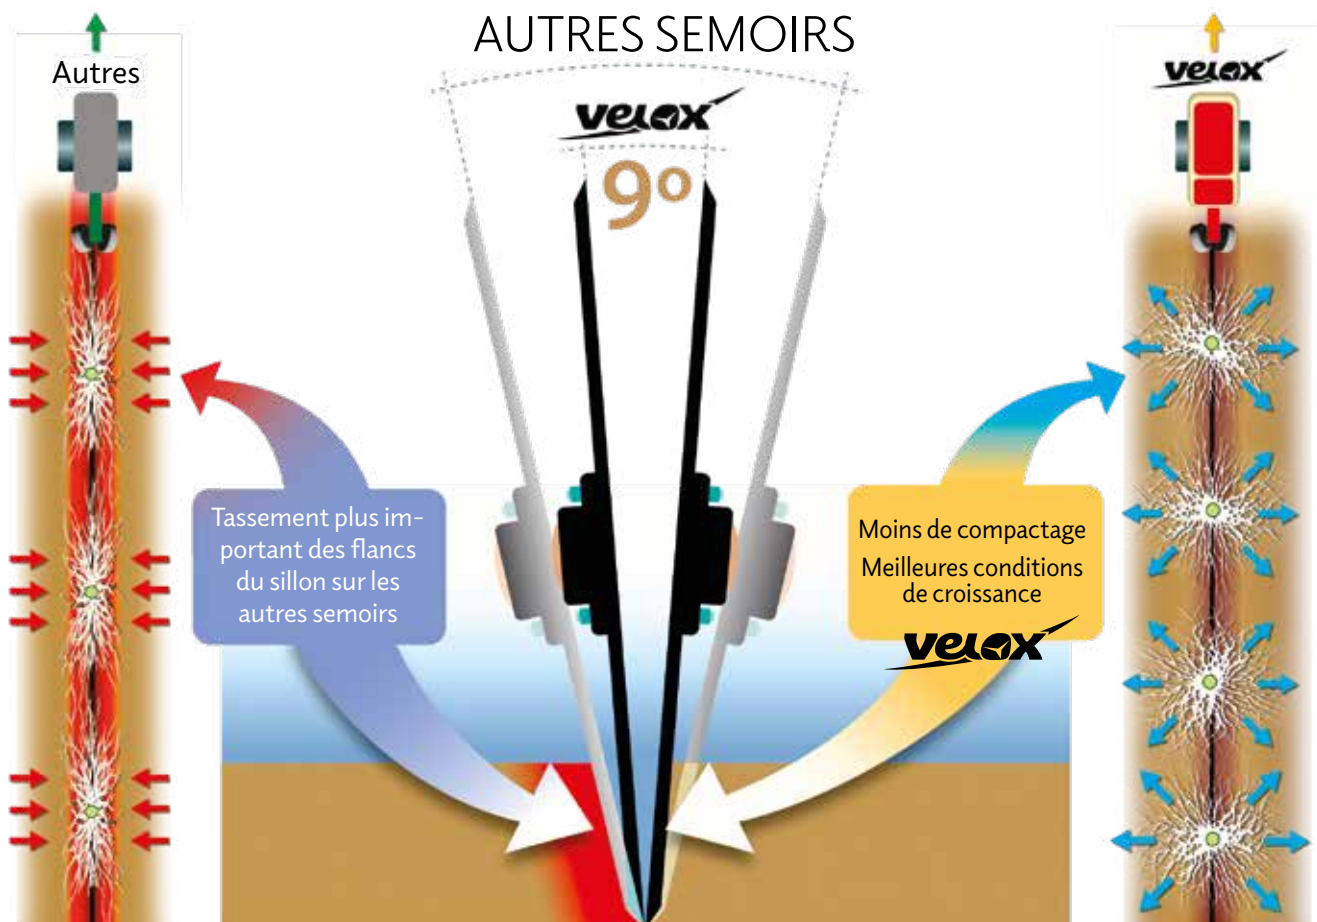 AUTRES SEMOIRS
Autres
velox
velox
9°
Tassement plus im-
portant des flancs
du sillon sur les
autres semoirs
Moins de compactage
Meilleures conditions
de croissance
velox